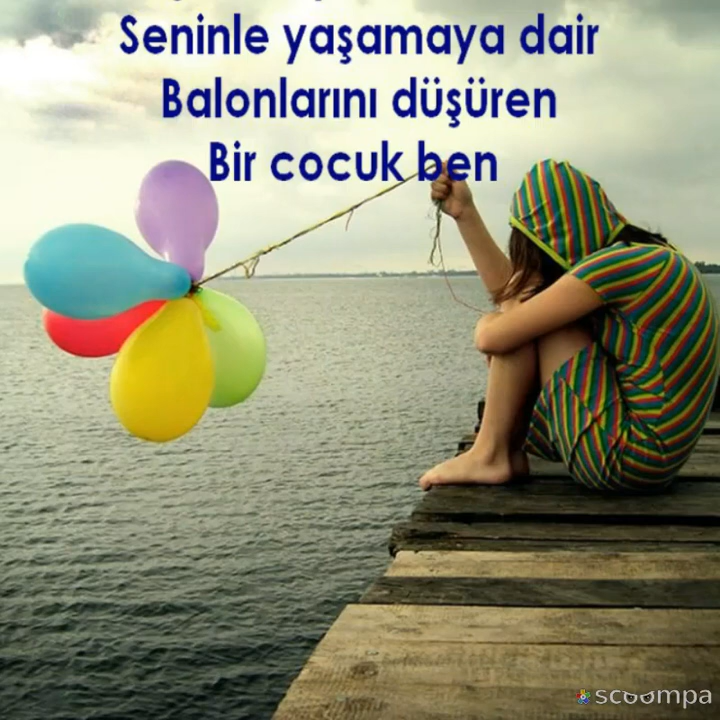 Seninle yaşamaya dair
Balonlarını düşüren
Bir cocuk ben
scoompa